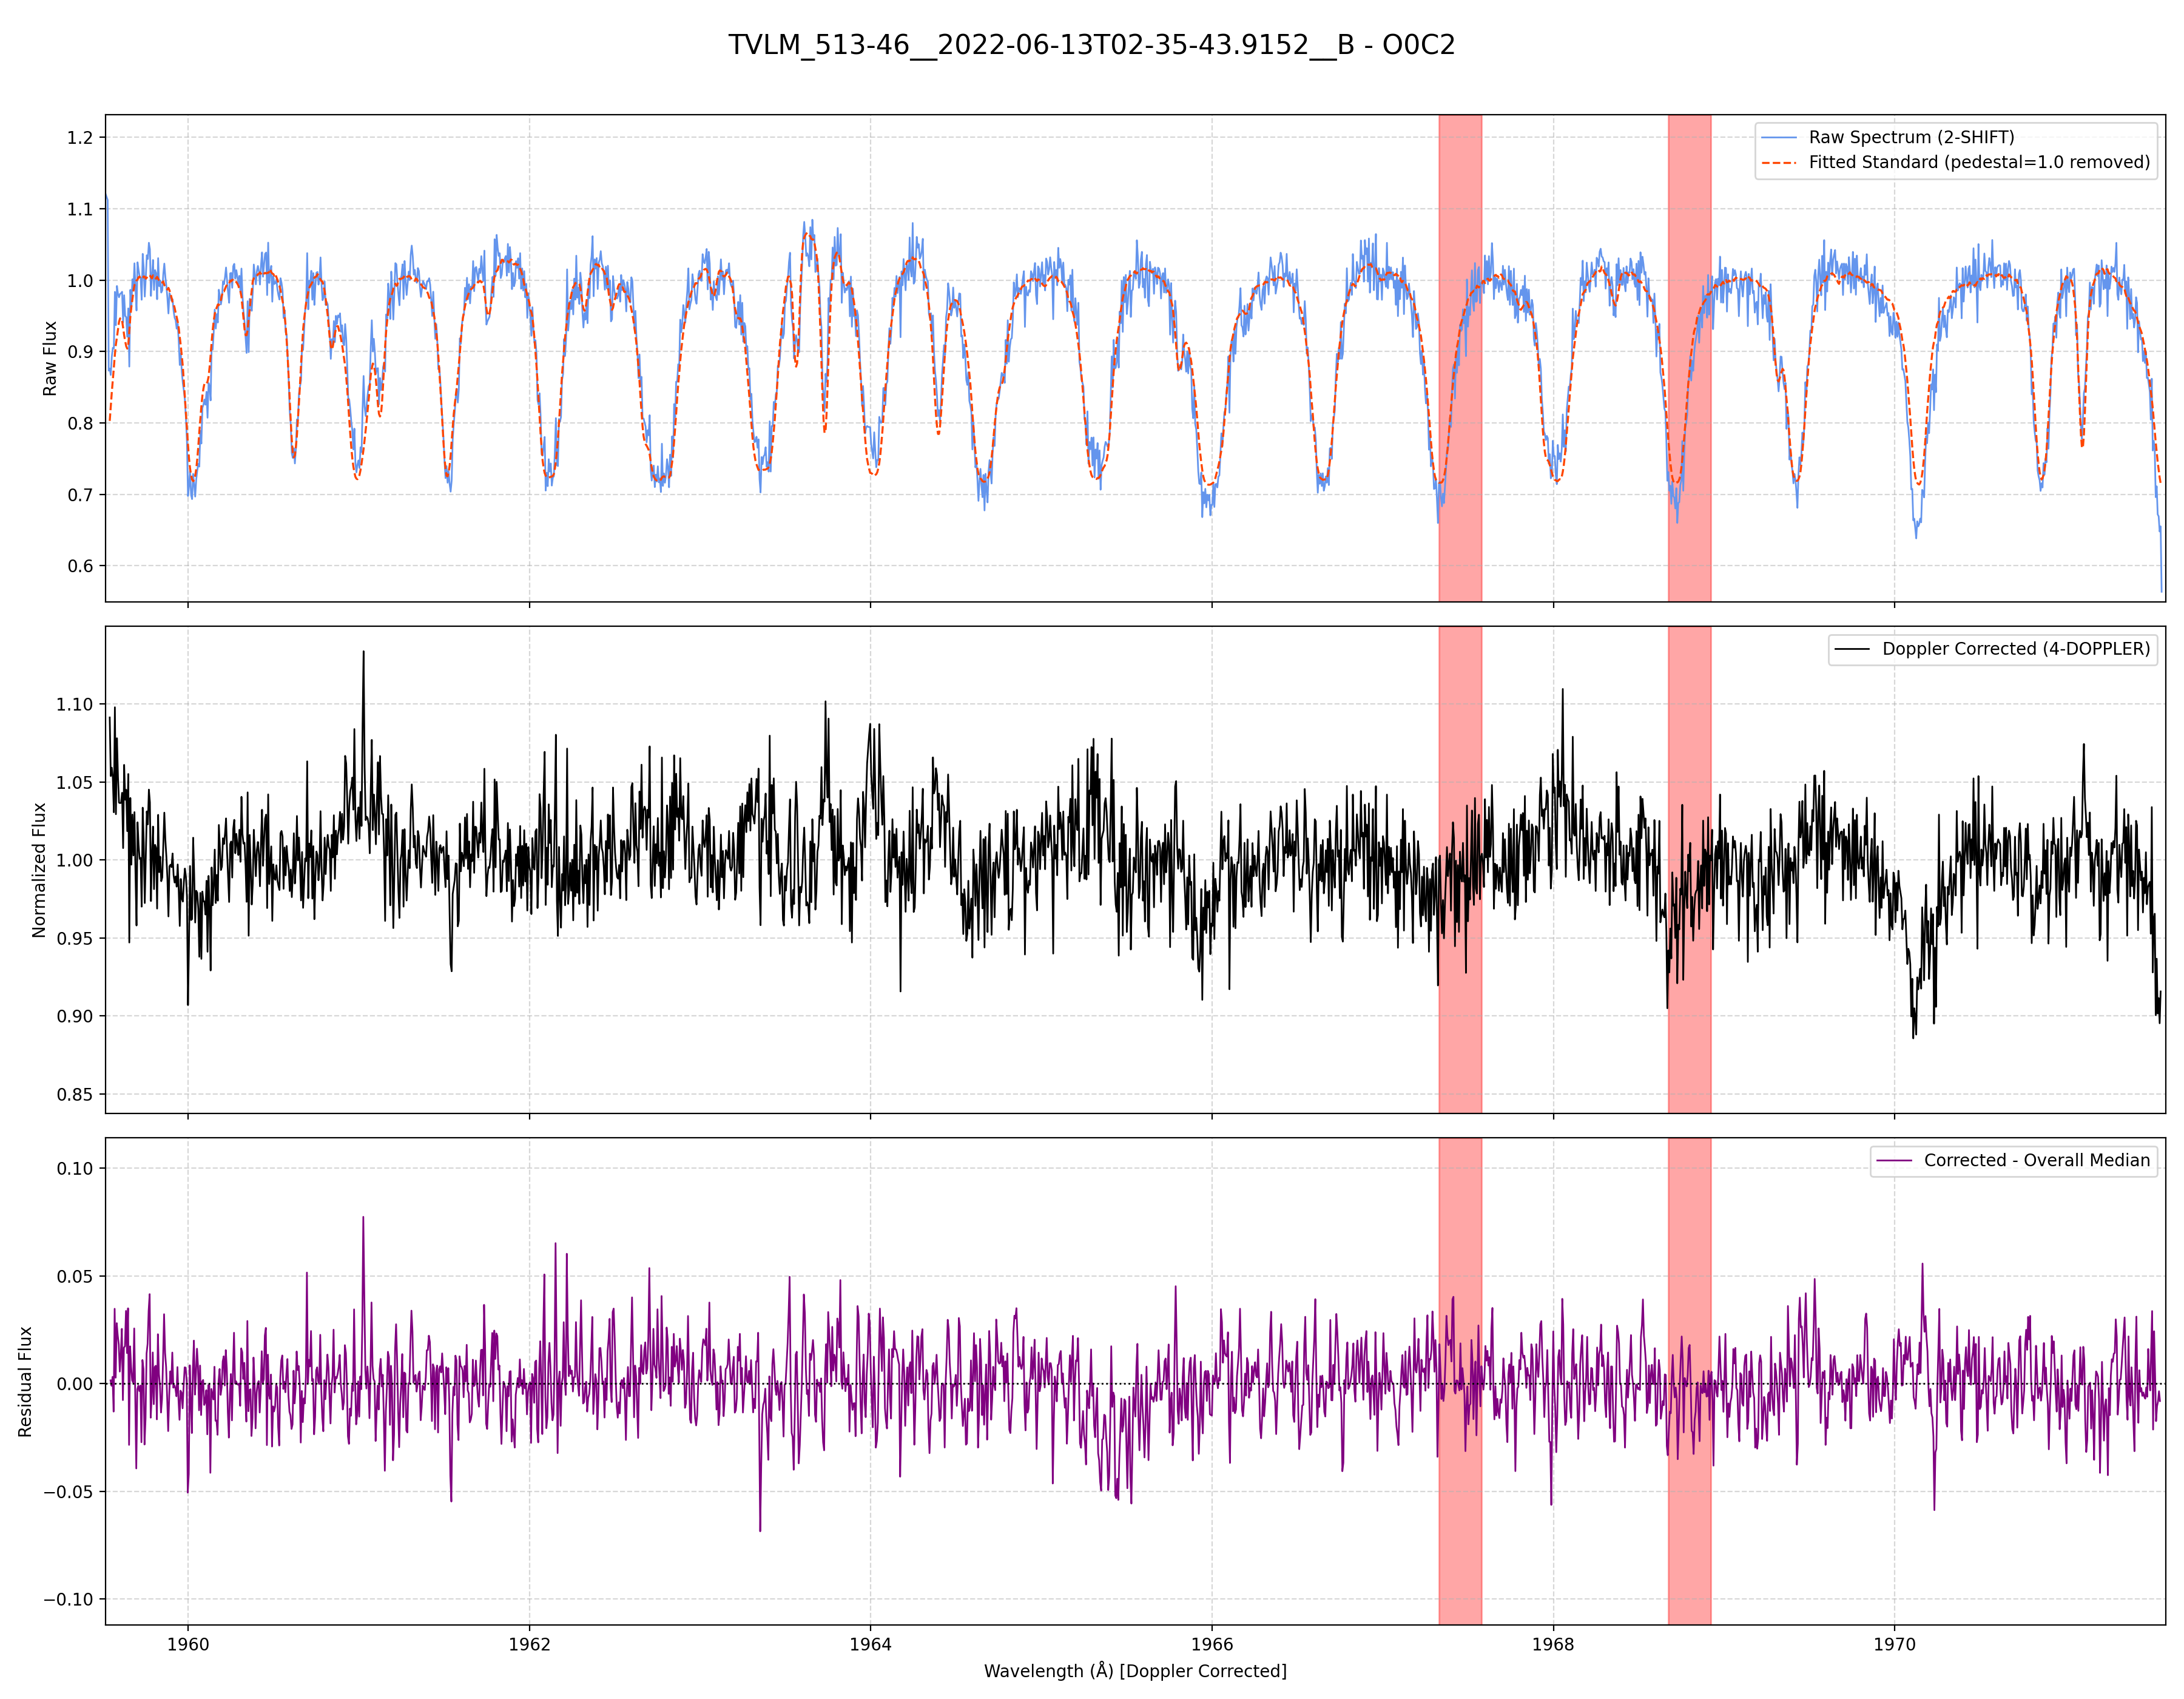 TVLM_513-46__2022-06-13T02-35-43.9152__B - O0C2
Raw Flux
1.2
1.1
1.0
0.9
0.8
0.7
0.6
Raw Spectrum (2-SHIFT)
Fitted Standard (pedestal=1.0 removed)
Normalized Flux
1.10
1.05
1.00
0.95
0.90
0.85
Doppler Corrected (4-DOPPLER)
Residual Flux
0.10
0.05
0.00
−0.05
−0.10
Corrected - Overall Median
1960
1962
1964
1966
1968
1970
Wavelength (Å) [Doppler Corrected]